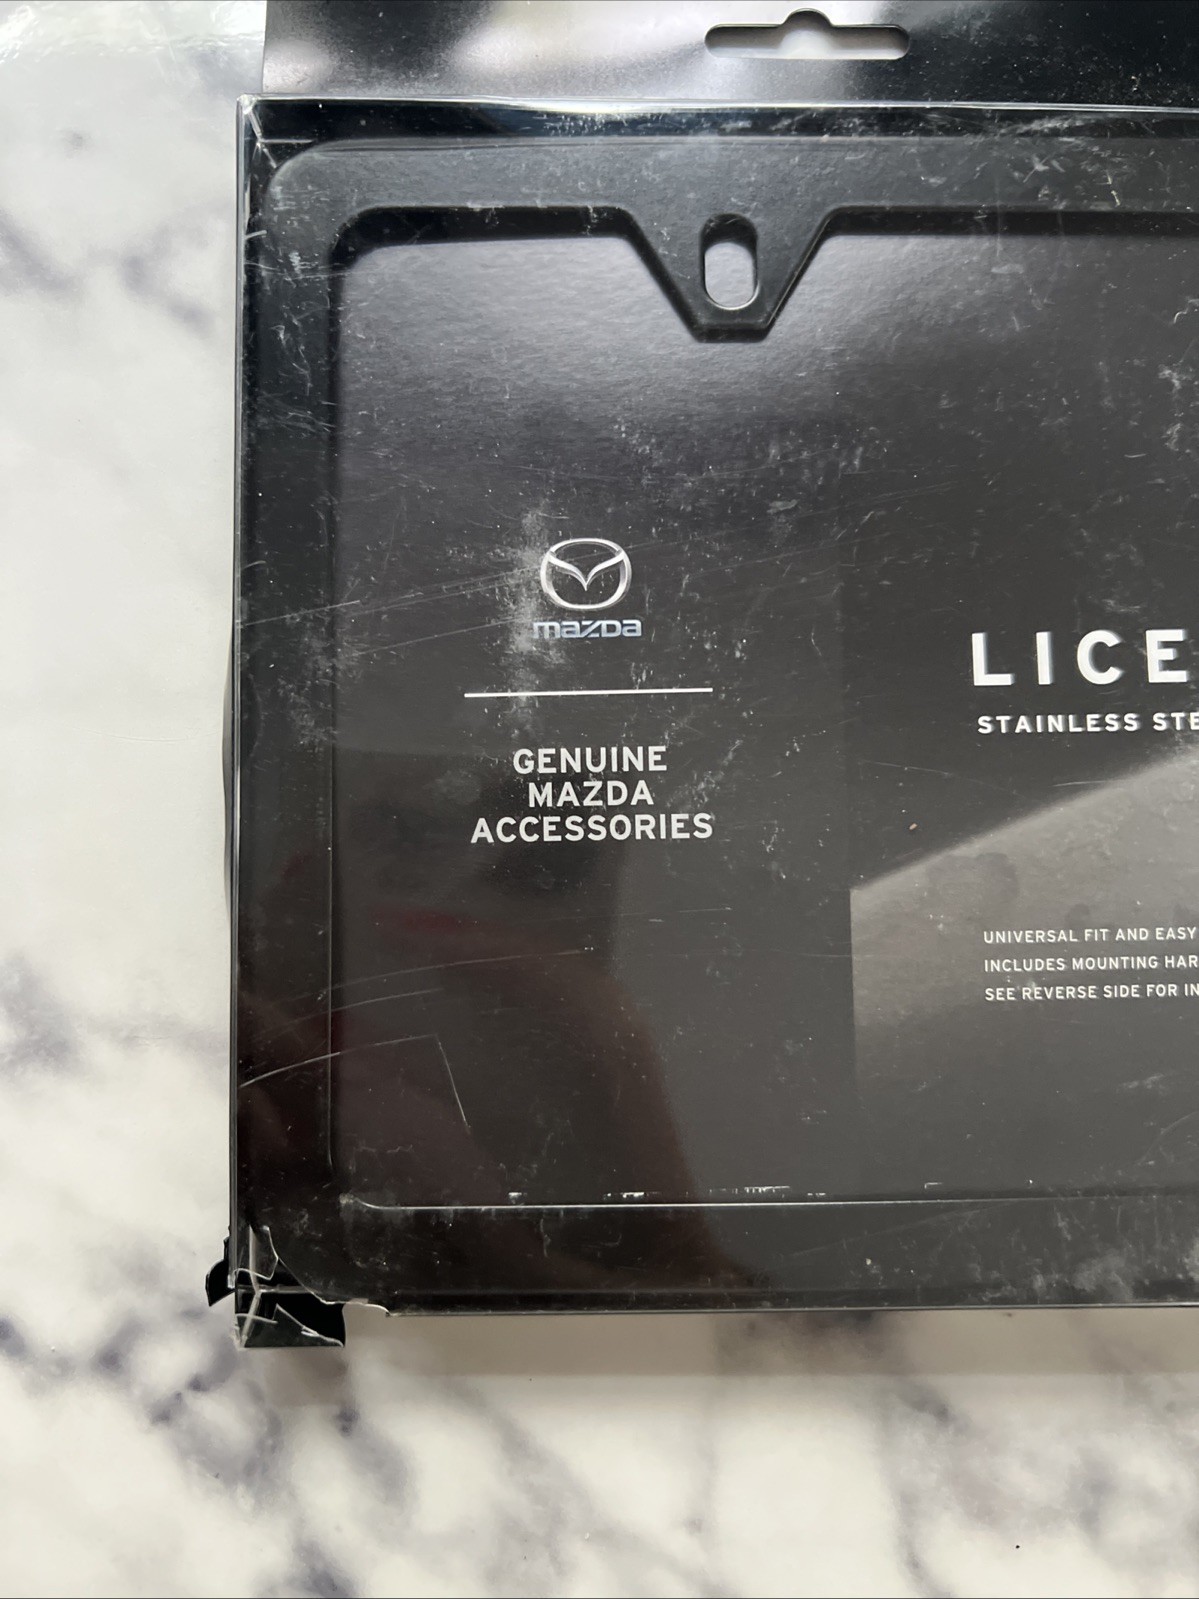 mazda
GENUINE
MAZDA
ACCESSORIES
LICE
STAINLESS STE
UNIVERSAL FIT AND EASY
INCLUDES MOUNTING HAR
SEE REVERSE SIDE FOR IN